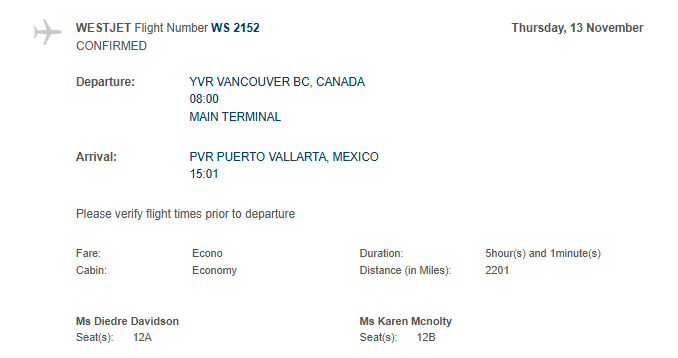 WESTJET Flight Number WS 2152 Thursday, 13 November
CONFIRMED
Departure: YVR VANCOUVER BC, CANADA
08:00
MAIN TERMINAL
Arrival: PVR PUERTO VALLARTA, MEXICO
15:01
Please verify flight times prior to departure
Fare: Econo Duration: 5hour(s) and 1minute(s)
Cabin: Economy Distance (in Miles): 2201
Ms Diedre Davidson Ms Karen Mcnolty
Seat(s): 12A Seat(s): 12B